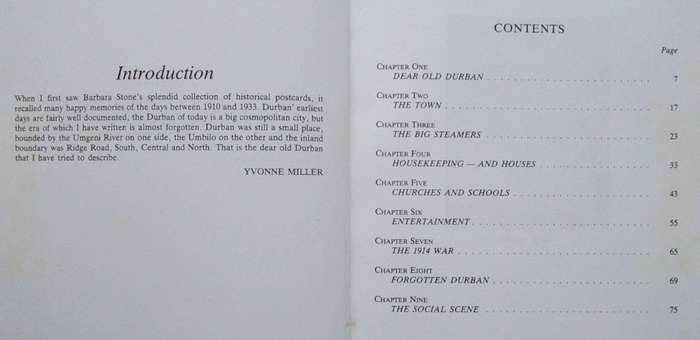 Introduction
When I first saw Barbara Stone's splendid collection of historical postcards, it
recalled many happy memories of the days between 1910 and 1933. Durban' earliest
days are fairly well documented, the Durban of today is a big cosmopolitan city, but
the era of which I have written is almost forgotten. Durban was still a small place,
bounded by the Umgeni River on one side, the Umbilo on the other and the inland
boundary was Ridge Road, South, Central and North. That is the dear old Durban
that I have tried to describe.
YVONNE MILLER
CONTENTS
Page
CHAPTER ONE
DEAR OLD DURBAN . . . . . . . . . . . . . . . . . . . . . . 7
CHAPTER TWO
THE TOWN . . . . . . . . . . . . . . . . . . . . . . . . . . . 17
CHAPTER THREE
THE BIG STEAMERS . . . . . . . . . . . . . . . . . . . . . . 23
CHAPTER FOUR
HOUSEKEEPING — AND HOUSES . . . . . . . . . . . . . . . . 33
CHAPTER FIVE
CHURCHES AND SCHOOLS . . . . . . . . . . . . . . . . . . . 43
CHAPTER SIX
ENTERTAINMENT . . . . . . . . . . . . . . . . . . . . . . . . 55
CHAPTER SEVEN
THE 1914 WAR . . . . . . . . . . . . . . . . . . . . . . . . . 65
CHAPTER EIGHT
FORGOTTEN DURBAN . . . . . . . . . . . . . . . . . . . . . 69
CHAPTER NINE
THE SOCIAL SCENE . . . . . . . . . . . . . . . . . . . . . . 75